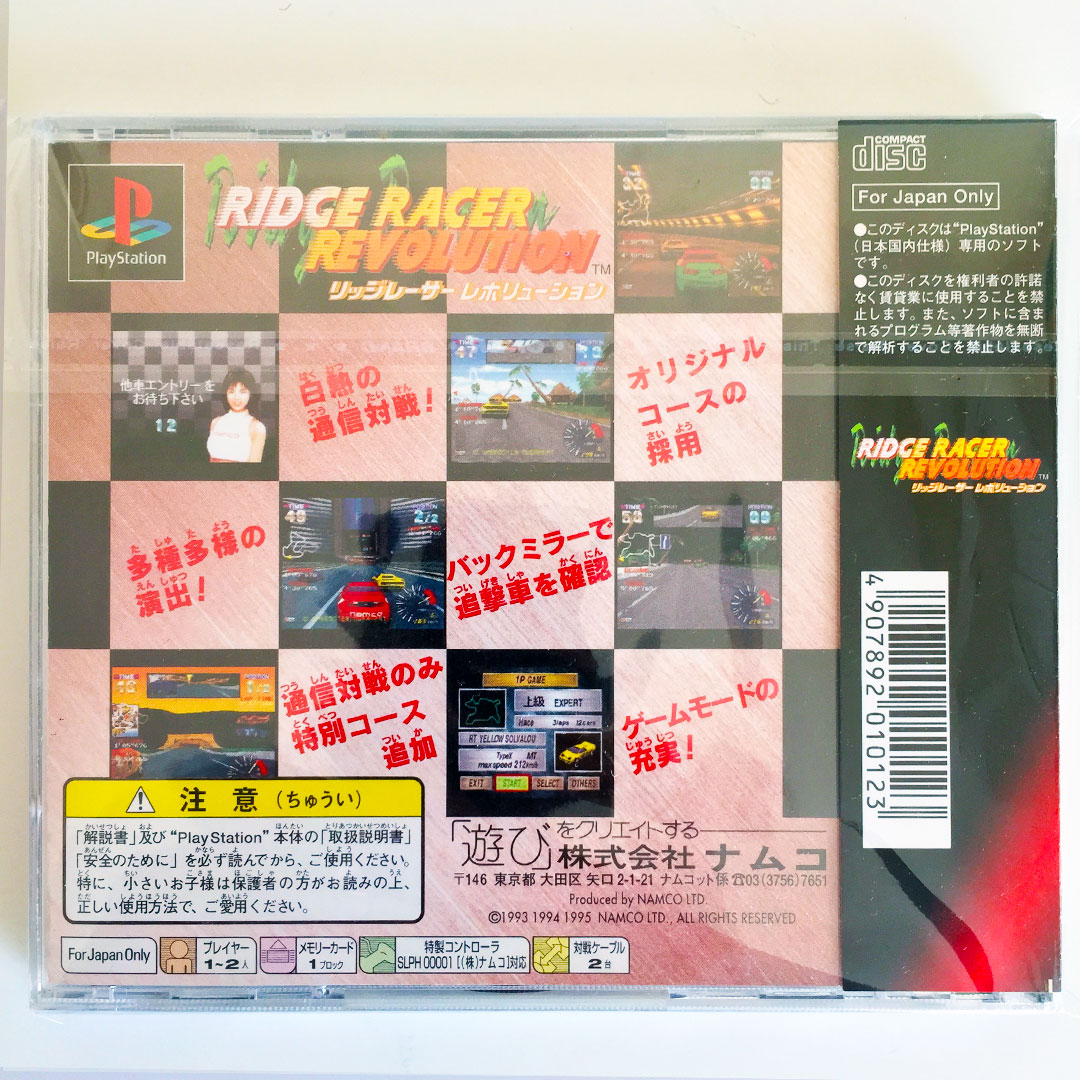 PlayStation
RIDGE RACER
REVOLUTION™
リッジレーサー レボリューション
COMPACT
disc
For Japan Only
●このディスクは“PlayStation”
(日本国内仕様) 専用のソフト
です。
●このディスクを権利者の許諾
なく賃貸業に使用することを禁
止します。また、ソフトに含ま
れるプログラム等著作物を無断
で解析することを禁止します。
他車エントリーを
お待ち下さい
12
白熱の
通信対戦!
オリジナル
コースの
採用
RIDGE RACER
REVOLUTION™
リッジレーサー レボリューション
多種多様の
演出!
バックミラーで
追撃車を確認
通信対戦のみ
特別コース
追加
1P GAME
上級 EXPERT
Race 3laps 12cars
RT YELLOW SOLVALOU
TypeX MT
max speed 212km/h
EXIT START SELECT OTHERS
ゲームモードの
充実!
4 907892 010123
注意(ちゅうい)
「解説書」及び“PlayStation”本体の「取扱説明書」
「安全のために」を必ず読んでから、ご使用ください。
特に、小さいお子様は保護者の方がお読みの上、
正しい使用方法で、ご愛用ください。
「遊び」をクリエイトする
株式会社 ナムコ
〒146 東京都 大田区 矢口2-1-21 ナムコット係 ☎03(3756)7651
Produced by NAMCO LTD.
©1993 1994 1995 NAMCO LTD., ALL RIGHTS RESERVED
For Japan Only
プレイヤー
1~2人
メモリーカード
1ブロック
特製コントローラ
SLPH 00001 [(株)ナムコ]対応
対戦ケーブル
2台